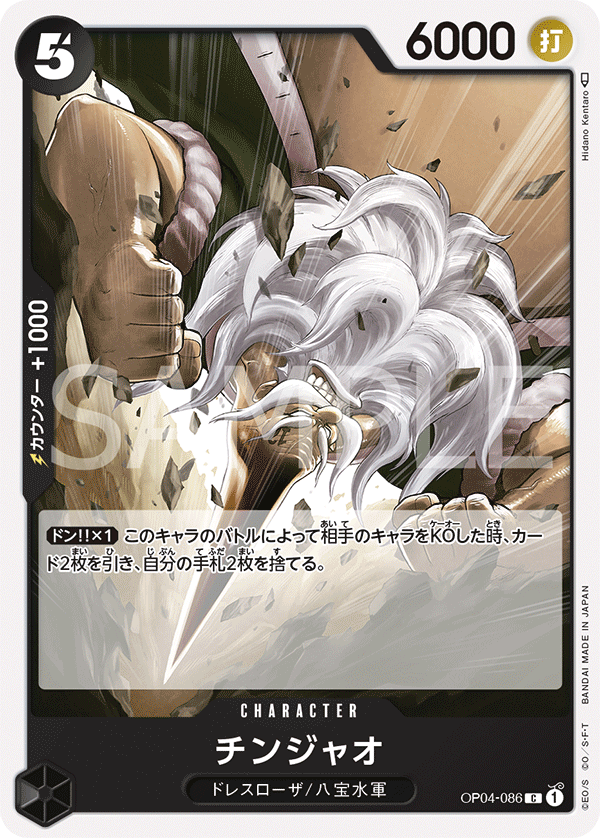 5
6000 打
Hidano Kentaro
カウンター +1000
SAMPLE
ドン!!×1 このキャラのバトルによって相手のキャラをKOした時、カー
ド2枚を引き、自分の手札2枚を捨てる。
CHARACTER
チンジャオ
ドレスローザ/八宝水軍
OP04-086 C 1
©E.O/S ©O/S・F・T BANDAI MADE IN JAPAN